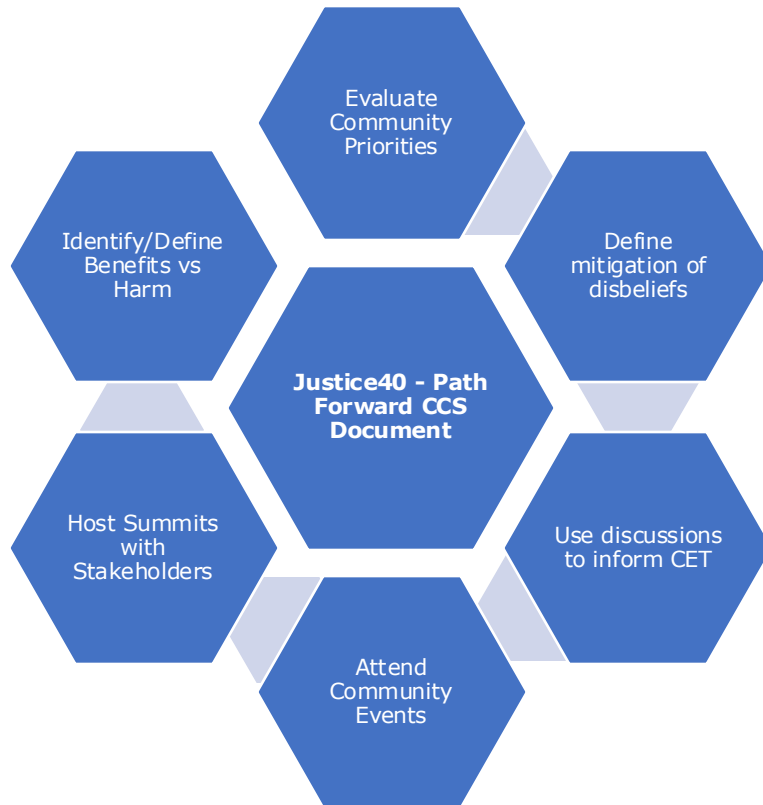 Evaluate
Community
Priorities
Identify/Define
Benefits vs
Harm
Define
mitigation of
disbeliefs
Justice40 - Path
Forward CCS
Document
Host Summits
with
Stakeholders
Use discussions
to inform CET
Attend
Community
Events